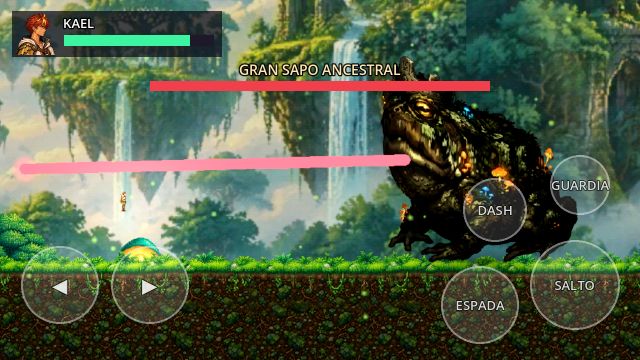 KAEL
GRAN SAPO ANCESTRAL
GUARDIA
DASH
SALTO
ESPADA